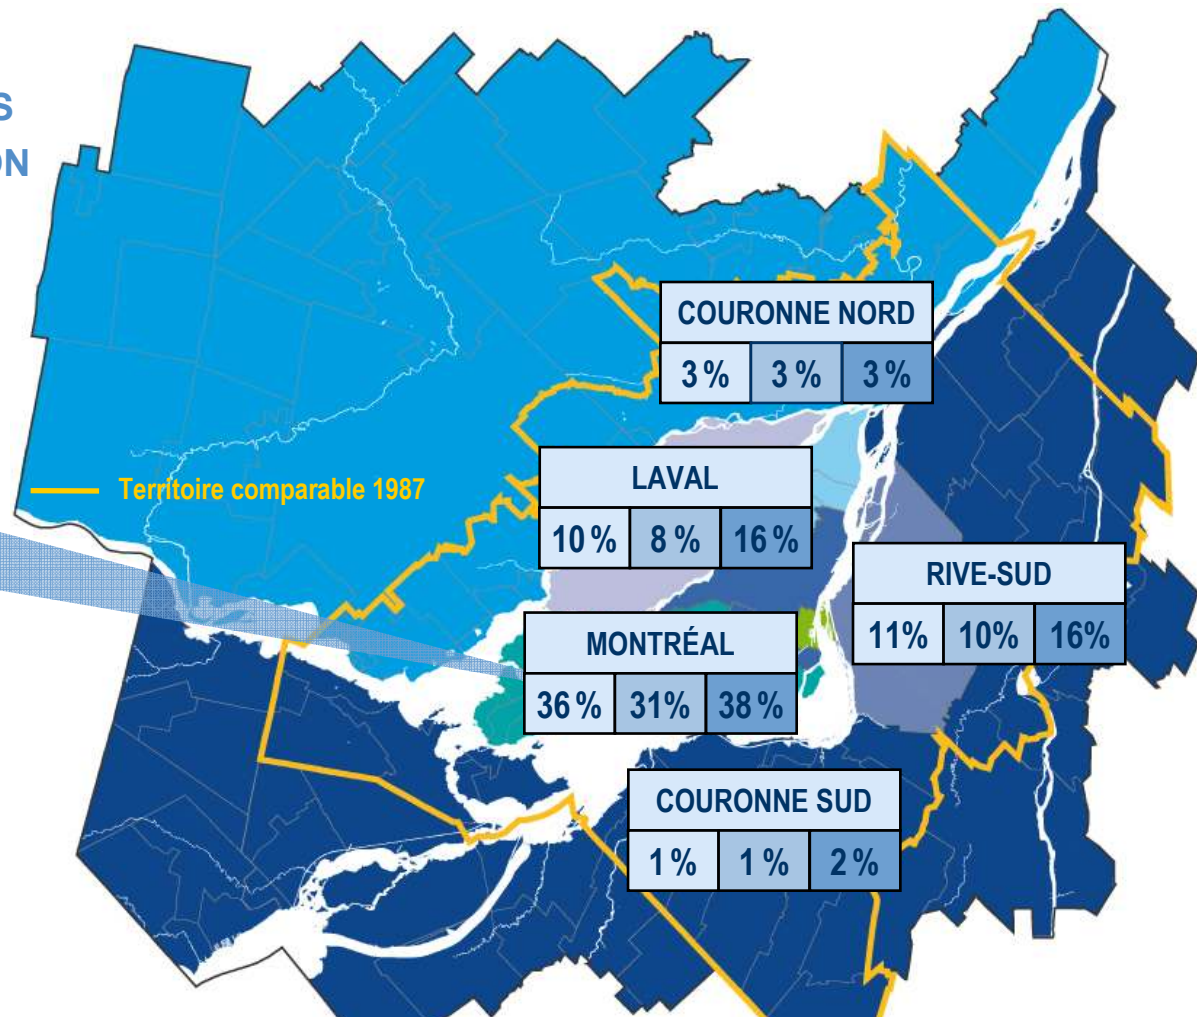 S
ON
COURONNE NORD
3 % 3 % 3 %
LAVAL
10 % 8 % 16 %
Territoire comparable 1987
RIVE-SUD
11% 10% 16%
MONTRÉAL
36 % 31% 38 %
COURONNE SUD
1 % 1 % 2 %